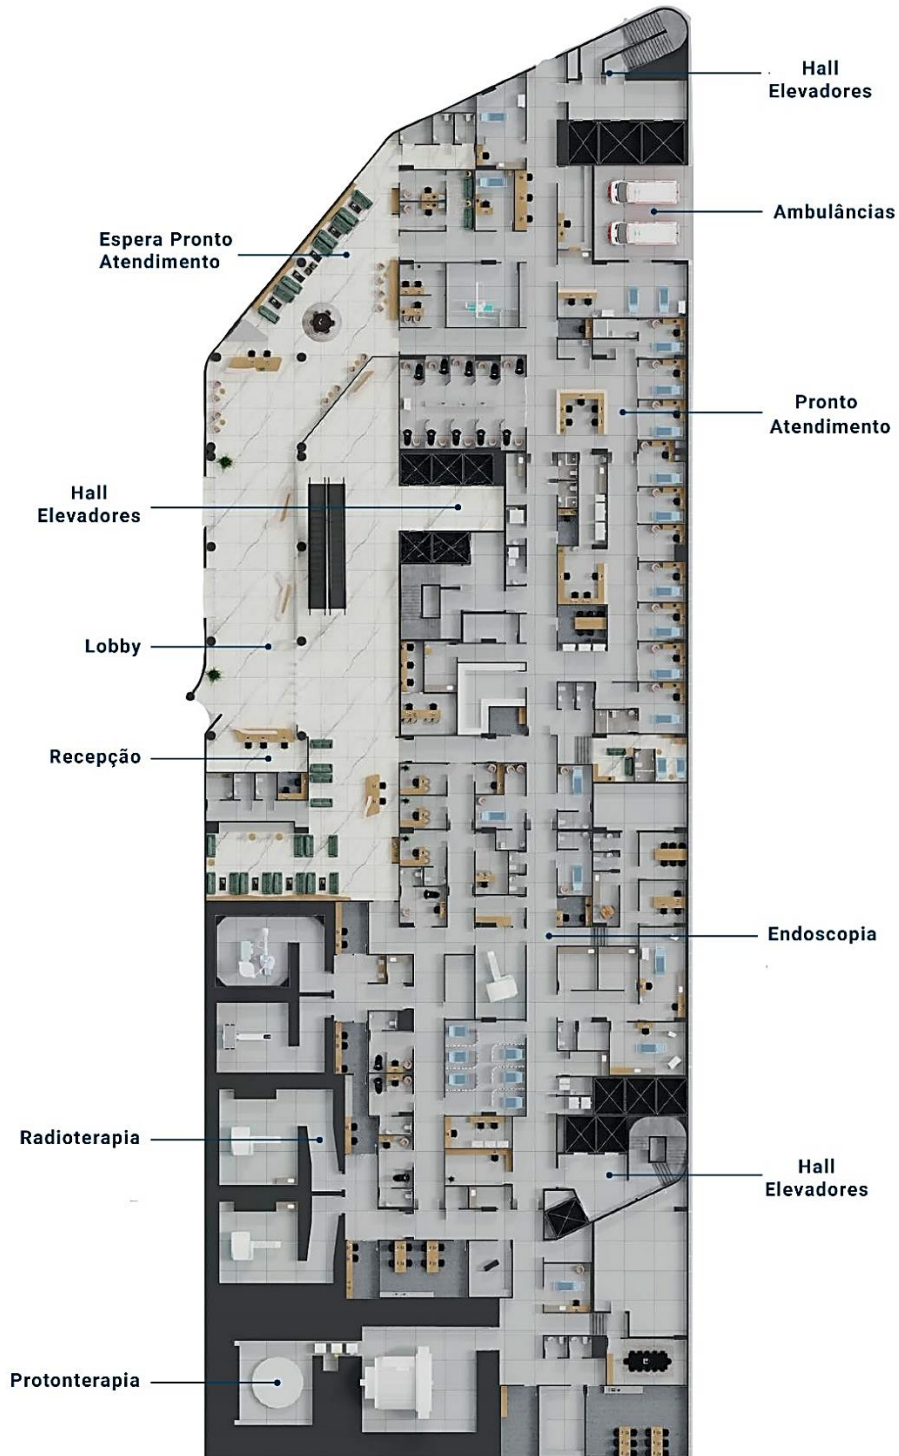 Hall
Elevadores
Ambulâncias
Espera Pronto
Atendimento
Pronto
Atendimento
Hall
Elevadores
Lobby
Recepção
Endoscopia
Radioterapia
Hall
Elevadores
Protonterapia